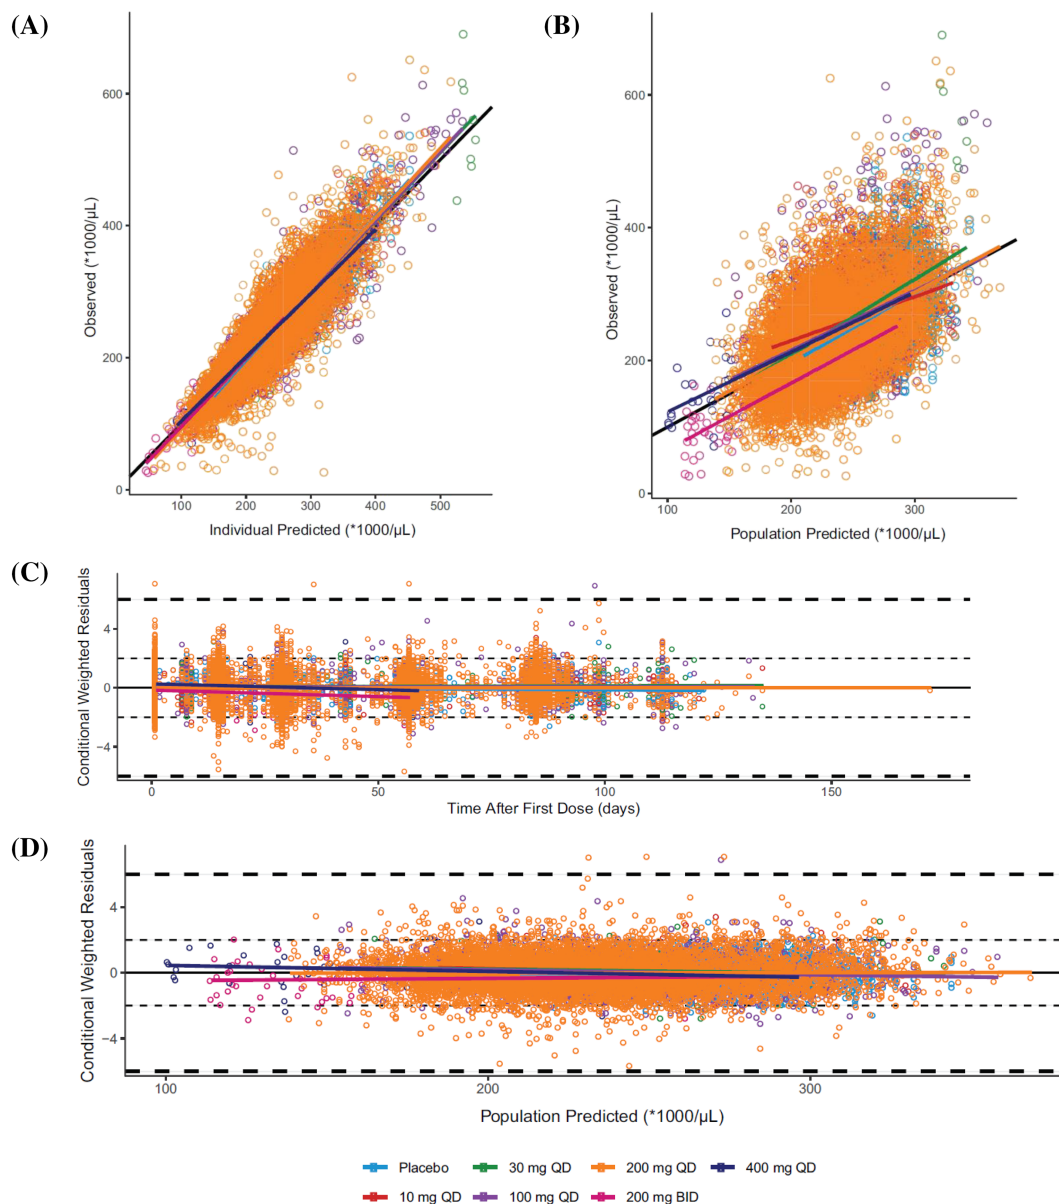 (A)
(B)
Observed (*1000/µL)
600
400
200
0
100 200 300 400 500
Individual Predicted (*1000/µL)
Observed (*1000/µL)
600
400
200
0
100 200 300
Population Predicted (*1000/µL)
(C)
Conditional Weighted Residuals
4
0
−4
0 50 100 150
Time After First Dose (days)
(D)
Conditional Weighted Residuals
4
0
−4
100 200 300
Population Predicted (*1000/µL)
Placebo 30 mg QD 200 mg QD 400 mg QD
10 mg QD 100 mg QD 200 mg BID